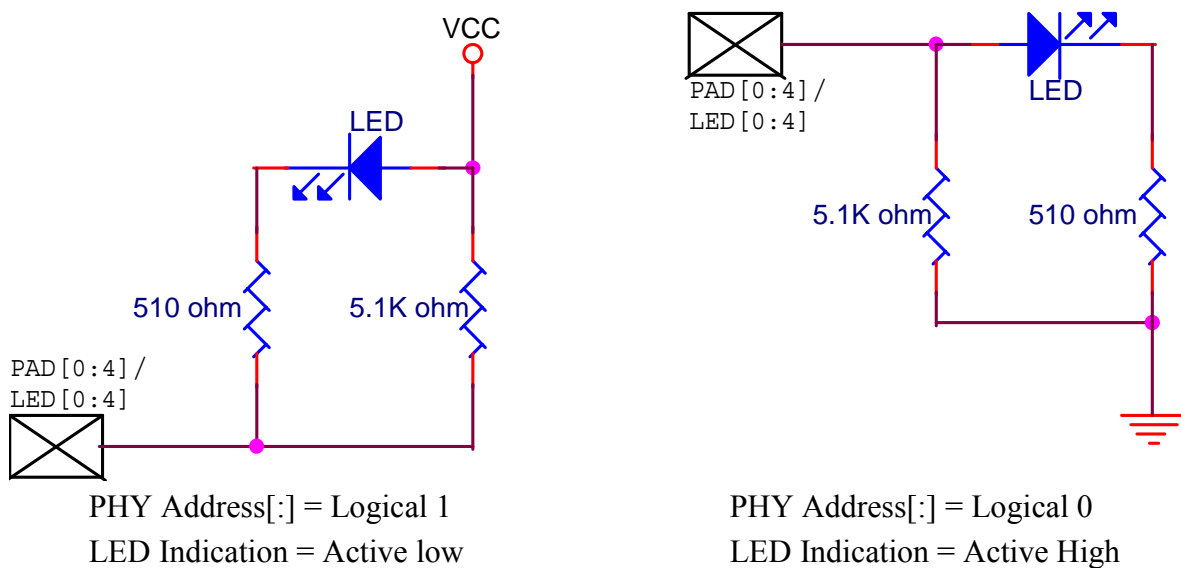 VCC
LED
510 ohm
5.1K ohm
PAD[0:4]/
LED[0:4]
PHY Address[:] = Logical 1
LED Indication = Active low
PAD[0:4]/
LED[0:4]
LED
5.1K ohm
510 ohm
PHY Address[:] = Logical 0
LED Indication = Active High